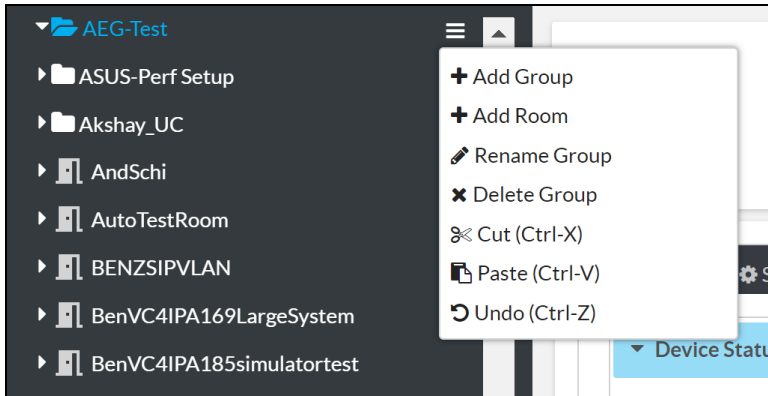 AEG-Test
ASUS-Perf Setup
Akshay_UC
AndSchi
AutoTestRoom
BENZSIPVLAN
BenVC4IPA169LargeSystem
BenVC4IPA185simulatortest
Add Group
Add Room
Rename Group
Delete Group
Cut (Ctrl-X)
Paste (Ctrl-V)
Undo (Ctrl-Z)
S
Device Statu